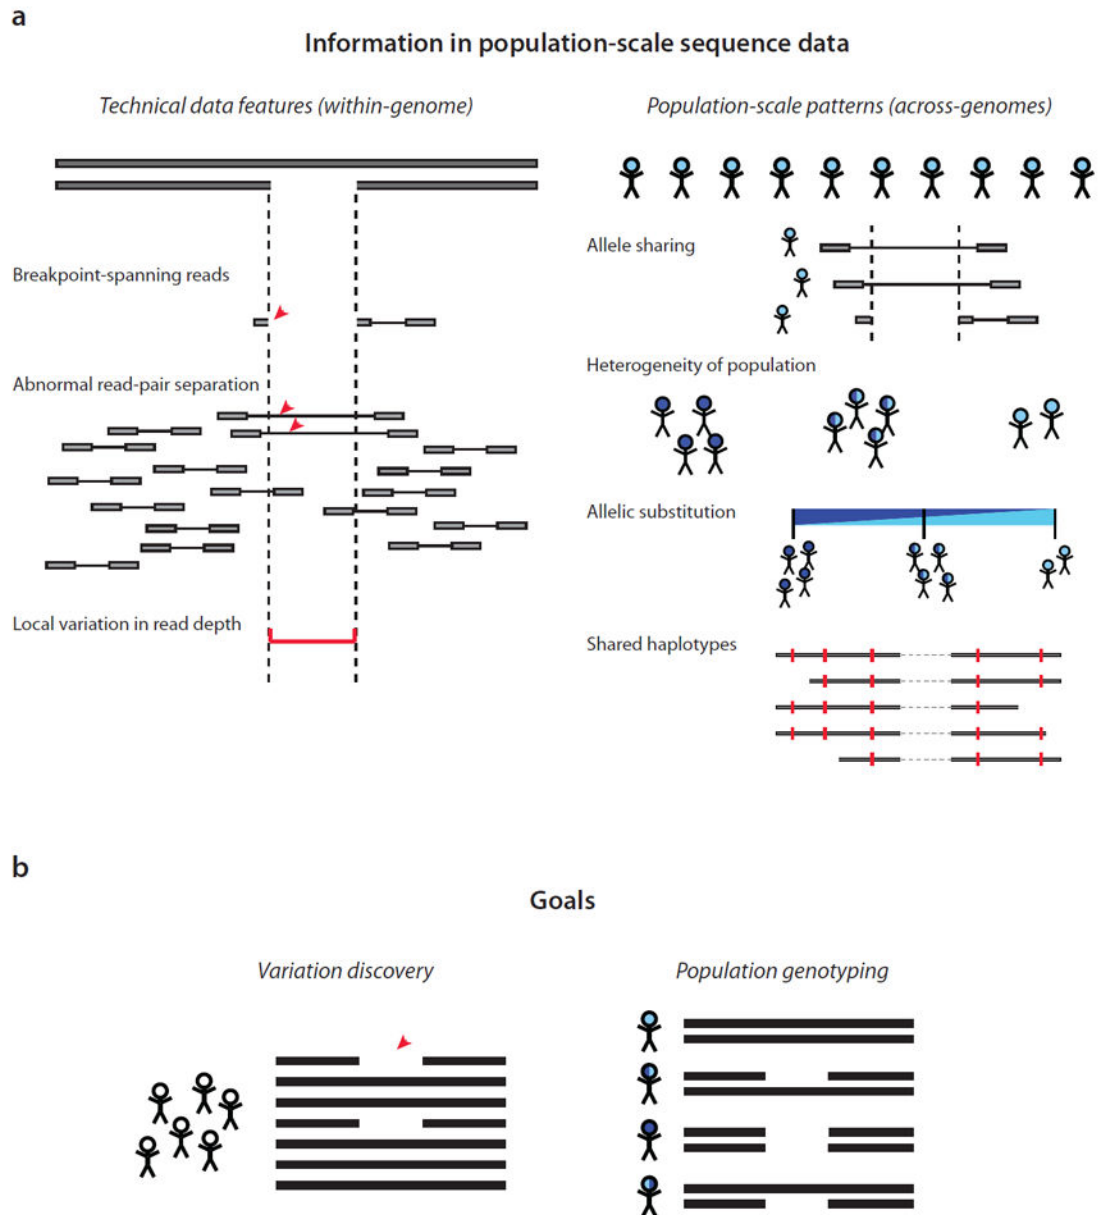 a
Information in population-scale sequence data
Technical data features (within-genome)
Population-scale patterns (across-genomes)
Breakpoint-spanning reads
Abnormal read-pair separation
Local variation in read depth
Allele sharing
Heterogeneity of population
Allelic substitution
Shared haplotypes
b
Goals
Variation discovery
Population genotyping